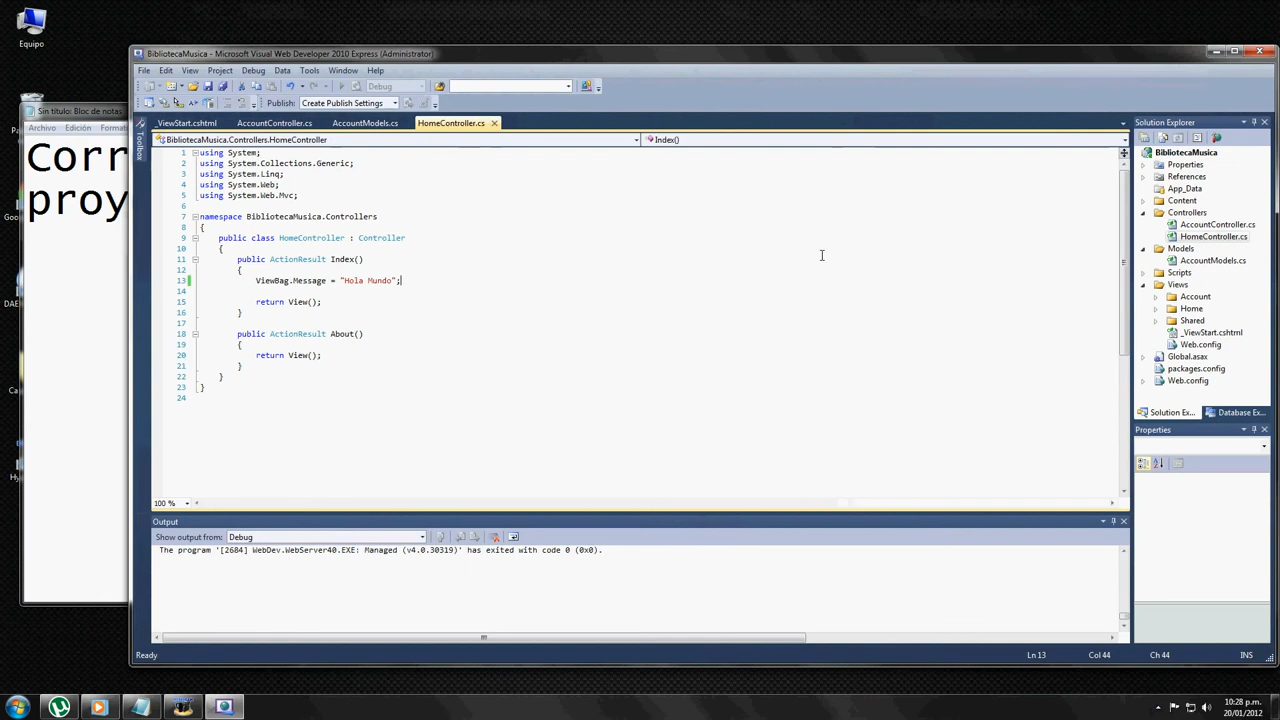 Equipo
BibliotecaMusica - Microsoft Visual Web Developer 2010 Express (Administrator)
File Edit View Project Debug Data Tools Window Help
Debug
Publish: Create Publish Settings
Sin título: Bloc de notas
Archivo Edición Format
Corr
proy
_ViewStart.cshtml AccountController.cs AccountModels.cs HomeController.cs
Toolbox
BibliotecaMusica.Controllers.HomeController Index()
1 using System;
2 using System.Collections.Generic;
3 using System.Linq;
4 using System.Web;
5 using System.Web.Mvc;
6
7 namespace BibliotecaMusica.Controllers
8 {
9 public class HomeController : Controller
10 {
11 public ActionResult Index()
12 {
13 ViewBag.Message = "Hola Mundo";
14
15 return View();
16 }
17
18 public ActionResult About()
19 {
20 return View();
21 }
22 }
23 }
24
100 %
Solution Explorer
BibliotecaMusica
Properties
References
App_Data
Content
Controllers
AccountController.cs
HomeController.cs
Models
AccountModels.cs
Scripts
Views
Account
Home
Shared
_ViewStart.cshtml
Web.config
Global.asax
packages.config
Web.config
Solution Ex... Database Ex...
Properties
Output
Show output from: Debug
The program '[2684] WebDev.WebServer40.EXE: Managed (v4.0.30319)' has exited with code 0 (0x0).
Ready Ln 13 Col 44 Ch 44 INS
10:28 p.m.
20/01/2012